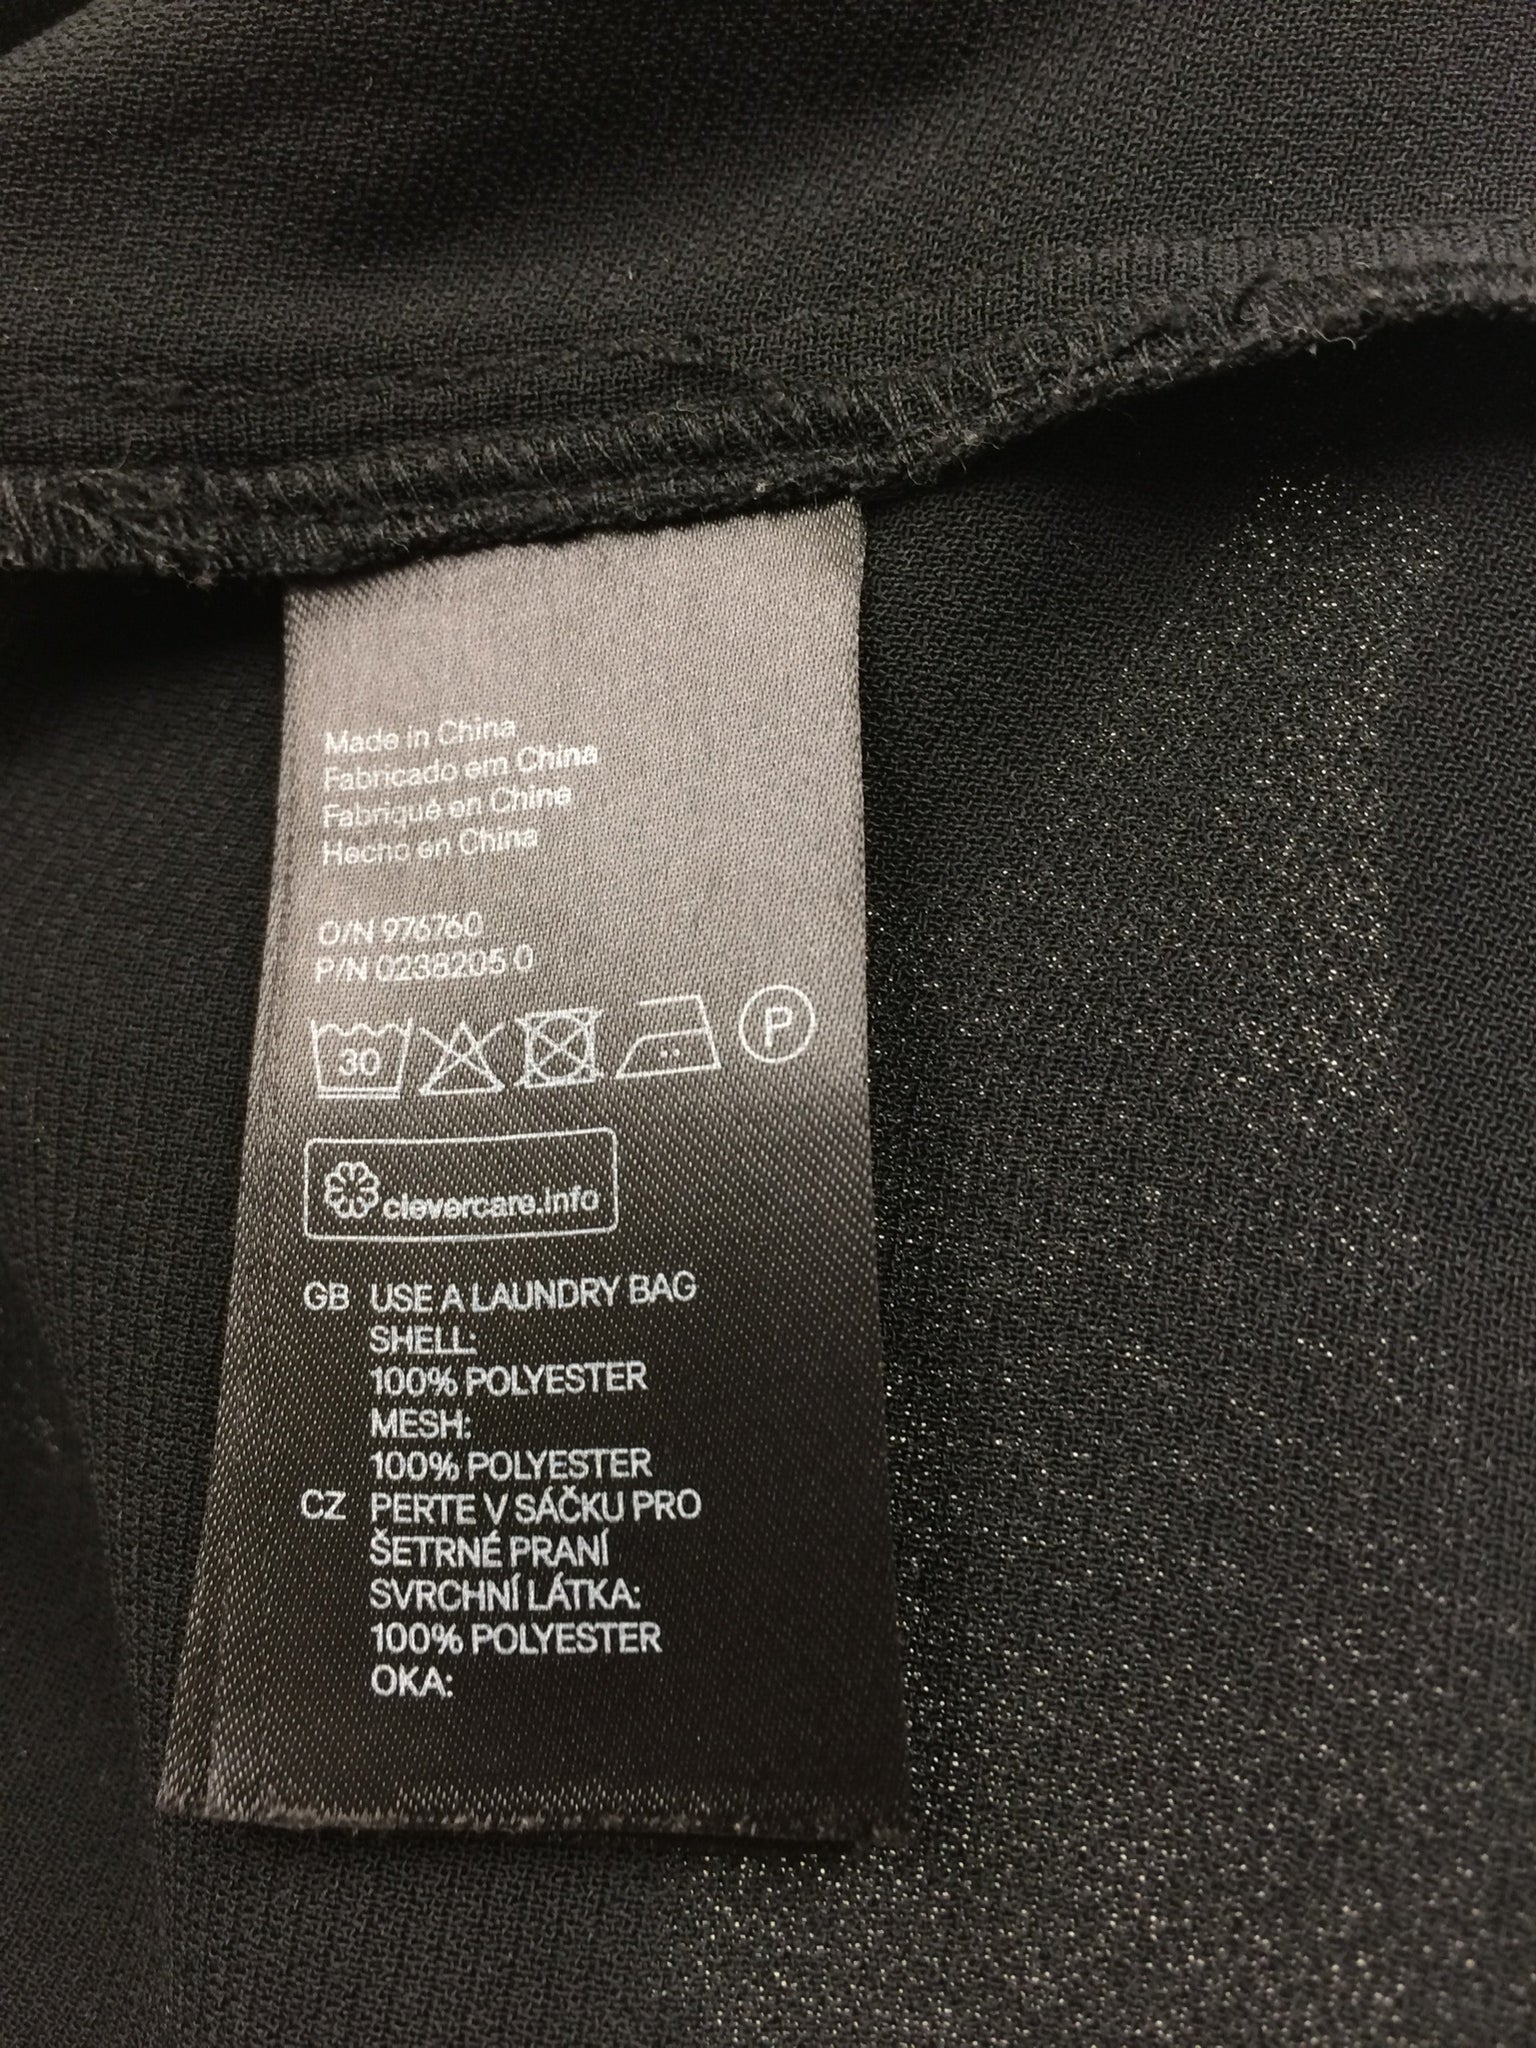 Made in China
Fabricado em China
Fabriqué en Chine
Hecho en China
O/N 976760
P/N 0238205 0
30
P
clevercare.info
GB USE A LAUNDRY BAG
SHELL:
100% POLYESTER
MESH:
100% POLYESTER
CZ PERTE V SÁČKU PRO
ŠETRNÉ PRANÍ
SVRCHNÍ LÁTKA:
100% POLYESTER
OKA: